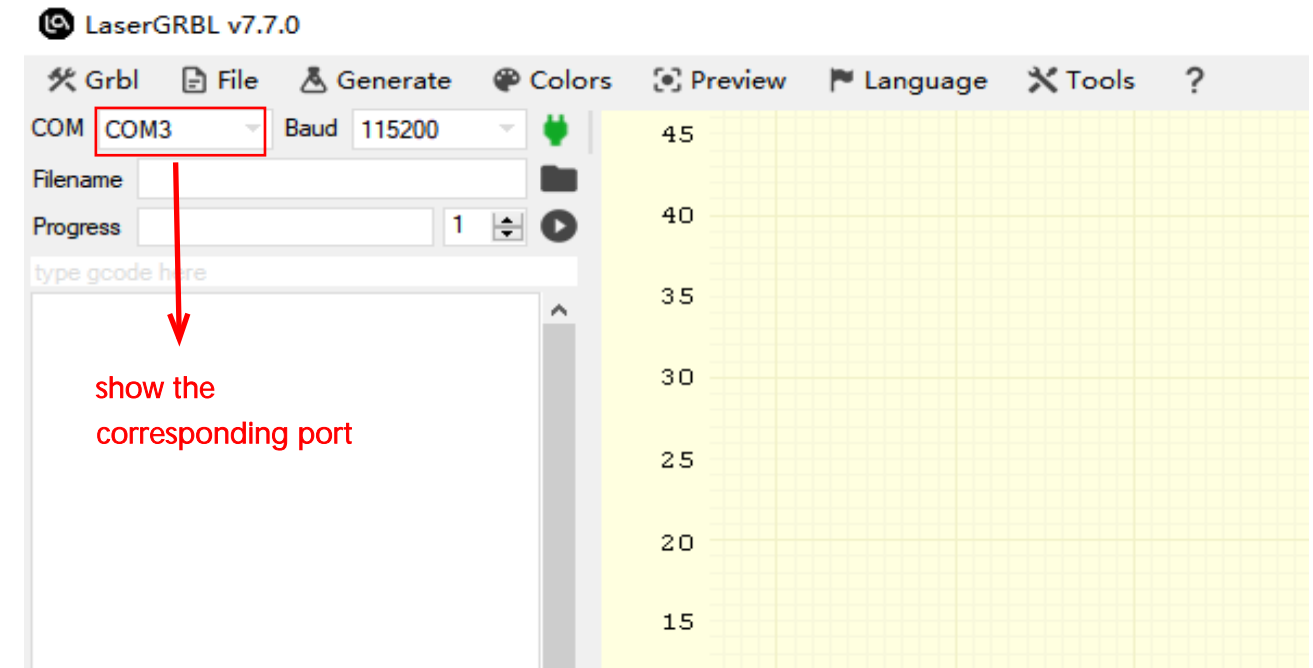 LaserGRBL v7.7.0
Grbl File Generate Colors Preview Language Tools ?
COM COM3 Baud 115200
Filename
Progress 1
type gcode here
show the
corresponding port
45
40
35
30
25
20
15